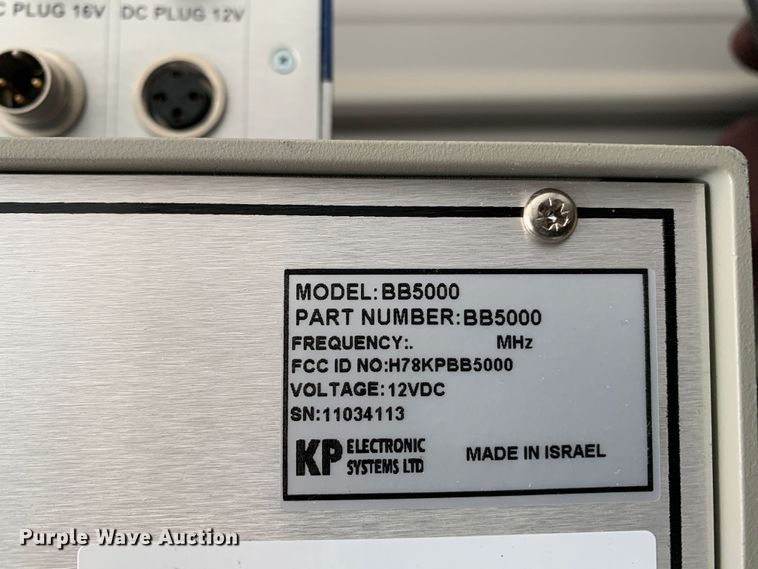 C PLUG 16V DC PLUG 12V
MODEL:BB5000
PART NUMBER:BB5000
FREQUENCY:. MHz
FCC ID NO:H78KPBB5000
VOLTAGE:12VDC
SN:11034113
KP ELECTRONIC
SYSTEMS LTD
MADE IN ISRAEL
Purple Wave Auction